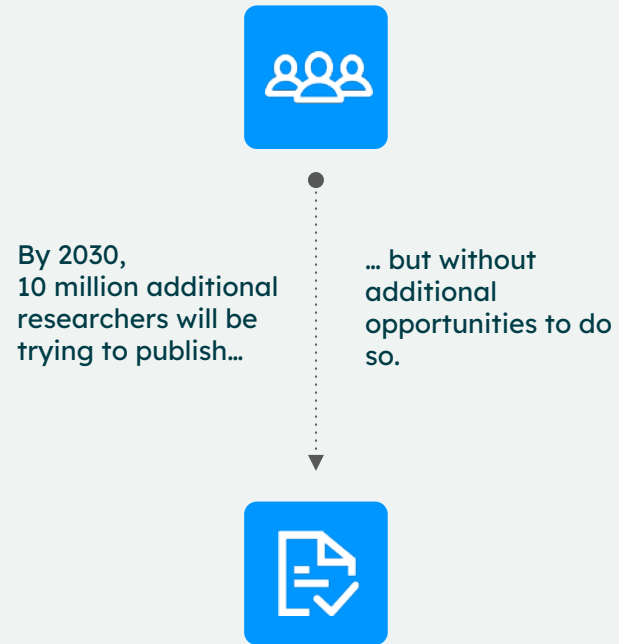 By 2030,
10 million additional
researchers will be
trying to publish…
… but without
additional
opportunities to do
so.